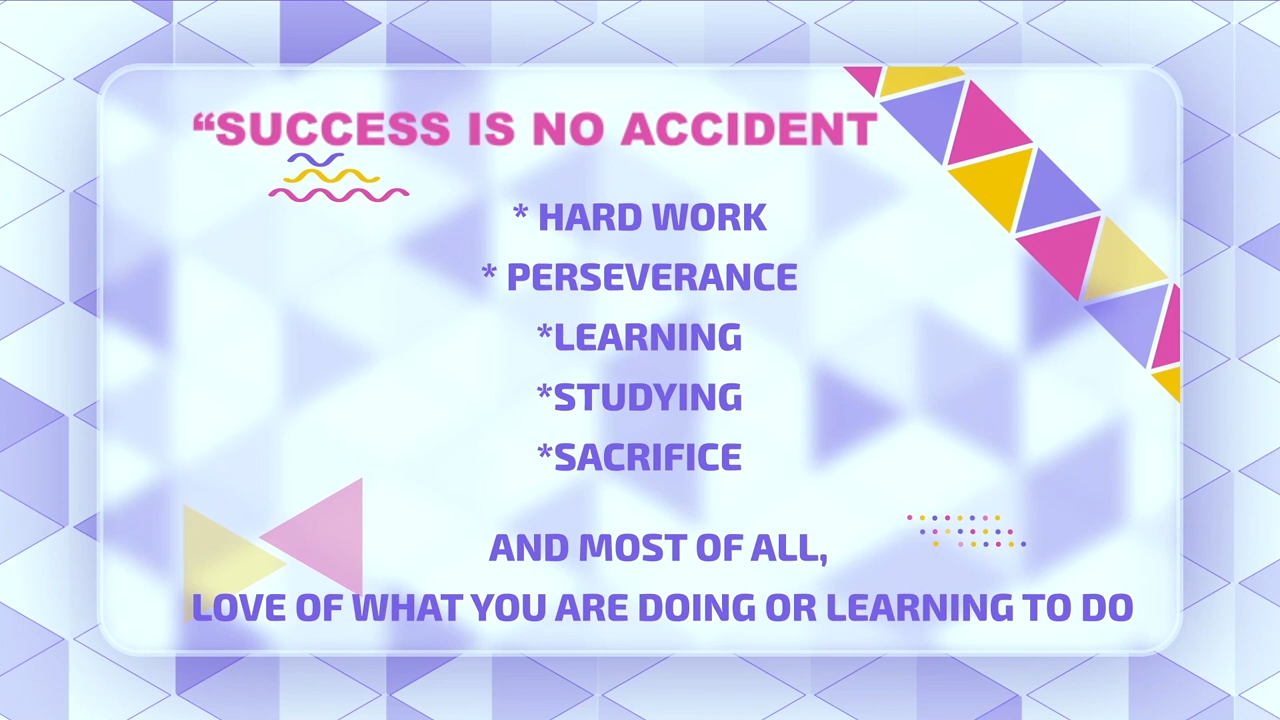 “SUCCESS IS NO ACCIDENT
* HARD WORK
* PERSEVERANCE
*LEARNING
*STUDYING
*SACRIFICE
AND MOST OF ALL,
LOVE OF WHAT YOU ARE DOING OR LEARNING TO DO